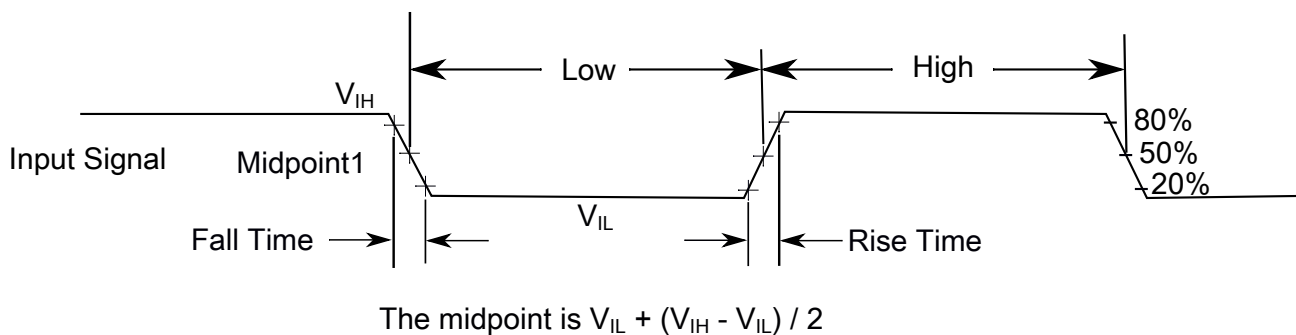 Low
High
V_IH
80%
Input Signal
Midpoint1
50%
20%
V_IL
Fall Time
Rise Time
The midpoint is V_IL + (V_IH - V_IL) / 2